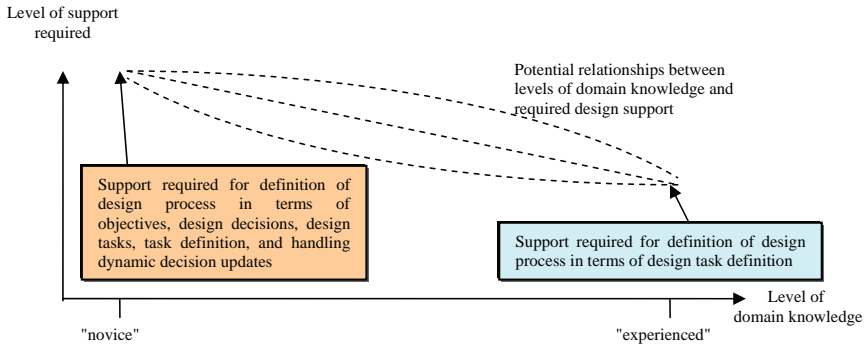 Level of support
required
Potential relationships between
levels of domain knowledge and
required design support
Support required for definition of
design process in terms of
objectives, design decisions, design
tasks, task definition, and handling
dynamic decision updates
Support required for definition of design
process in terms of design task definition
Level of
domain knowledge
"novice"
"experienced"